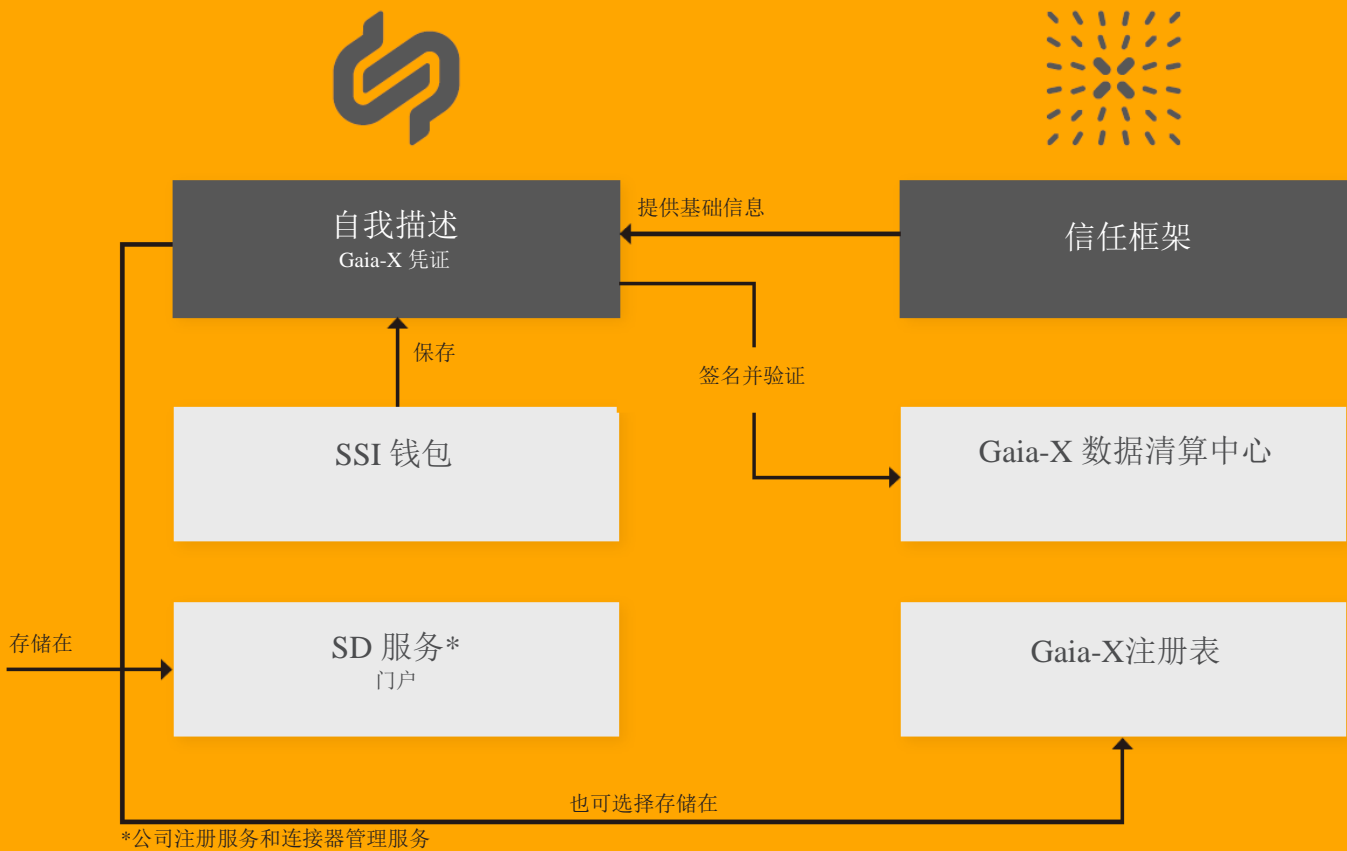 提供基础信息
自我描述
Gaia-X 凭证
信任框架
保存
签名并验证
SSI 钱包
Gaia-X 数据清算中心
存储在
SD 服务*
门户
Gaia-X注册表
也可选择存储在
*公司注册服务和连接器管理服务